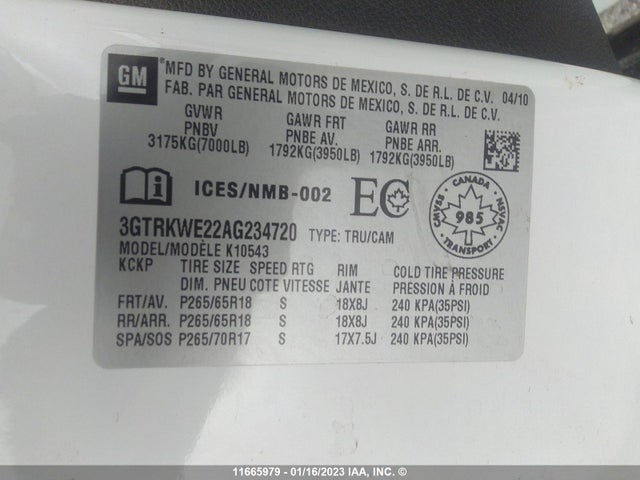 GM
*MFD BY GENERAL MOTORS DE MEXICO, S. DE R.L. DE C.V. 04/10
FAB. PAR GENERAL MOTORS DE MEXICO, S. DE R.L. DE C.V.
GVWR GAWR FRT GAWR RR
PNBV PNBE AV. PNBE ARR.
3175KG(7000LB) 1792KG(3950LB) 1792KG(3950LB)
ICES/NMB-002 EC
CANADA
CMVSS NSVAC
985
TRANSPORT
3GTRKWE22AG234720 TYPE: TRU/CAM
MODEL/MODÈLE K10543
KCKP TIRE SIZE SPEED RTG RIM COLD TIRE PRESSURE
DIM. PNEU COTE VITESSE JANTE PRESSION À FROID
FRT/AV. P265/65R18 S 18X8J 240 KPA(35PSI)
RR/ARR. P265/65R18 S 18X8J 240 KPA(35PSI)
SPA/SOS P265/70R17 S 17X7.5J 240 KPA(35PSI)
11665979 - 01/16/2023 IAA, INC. ©